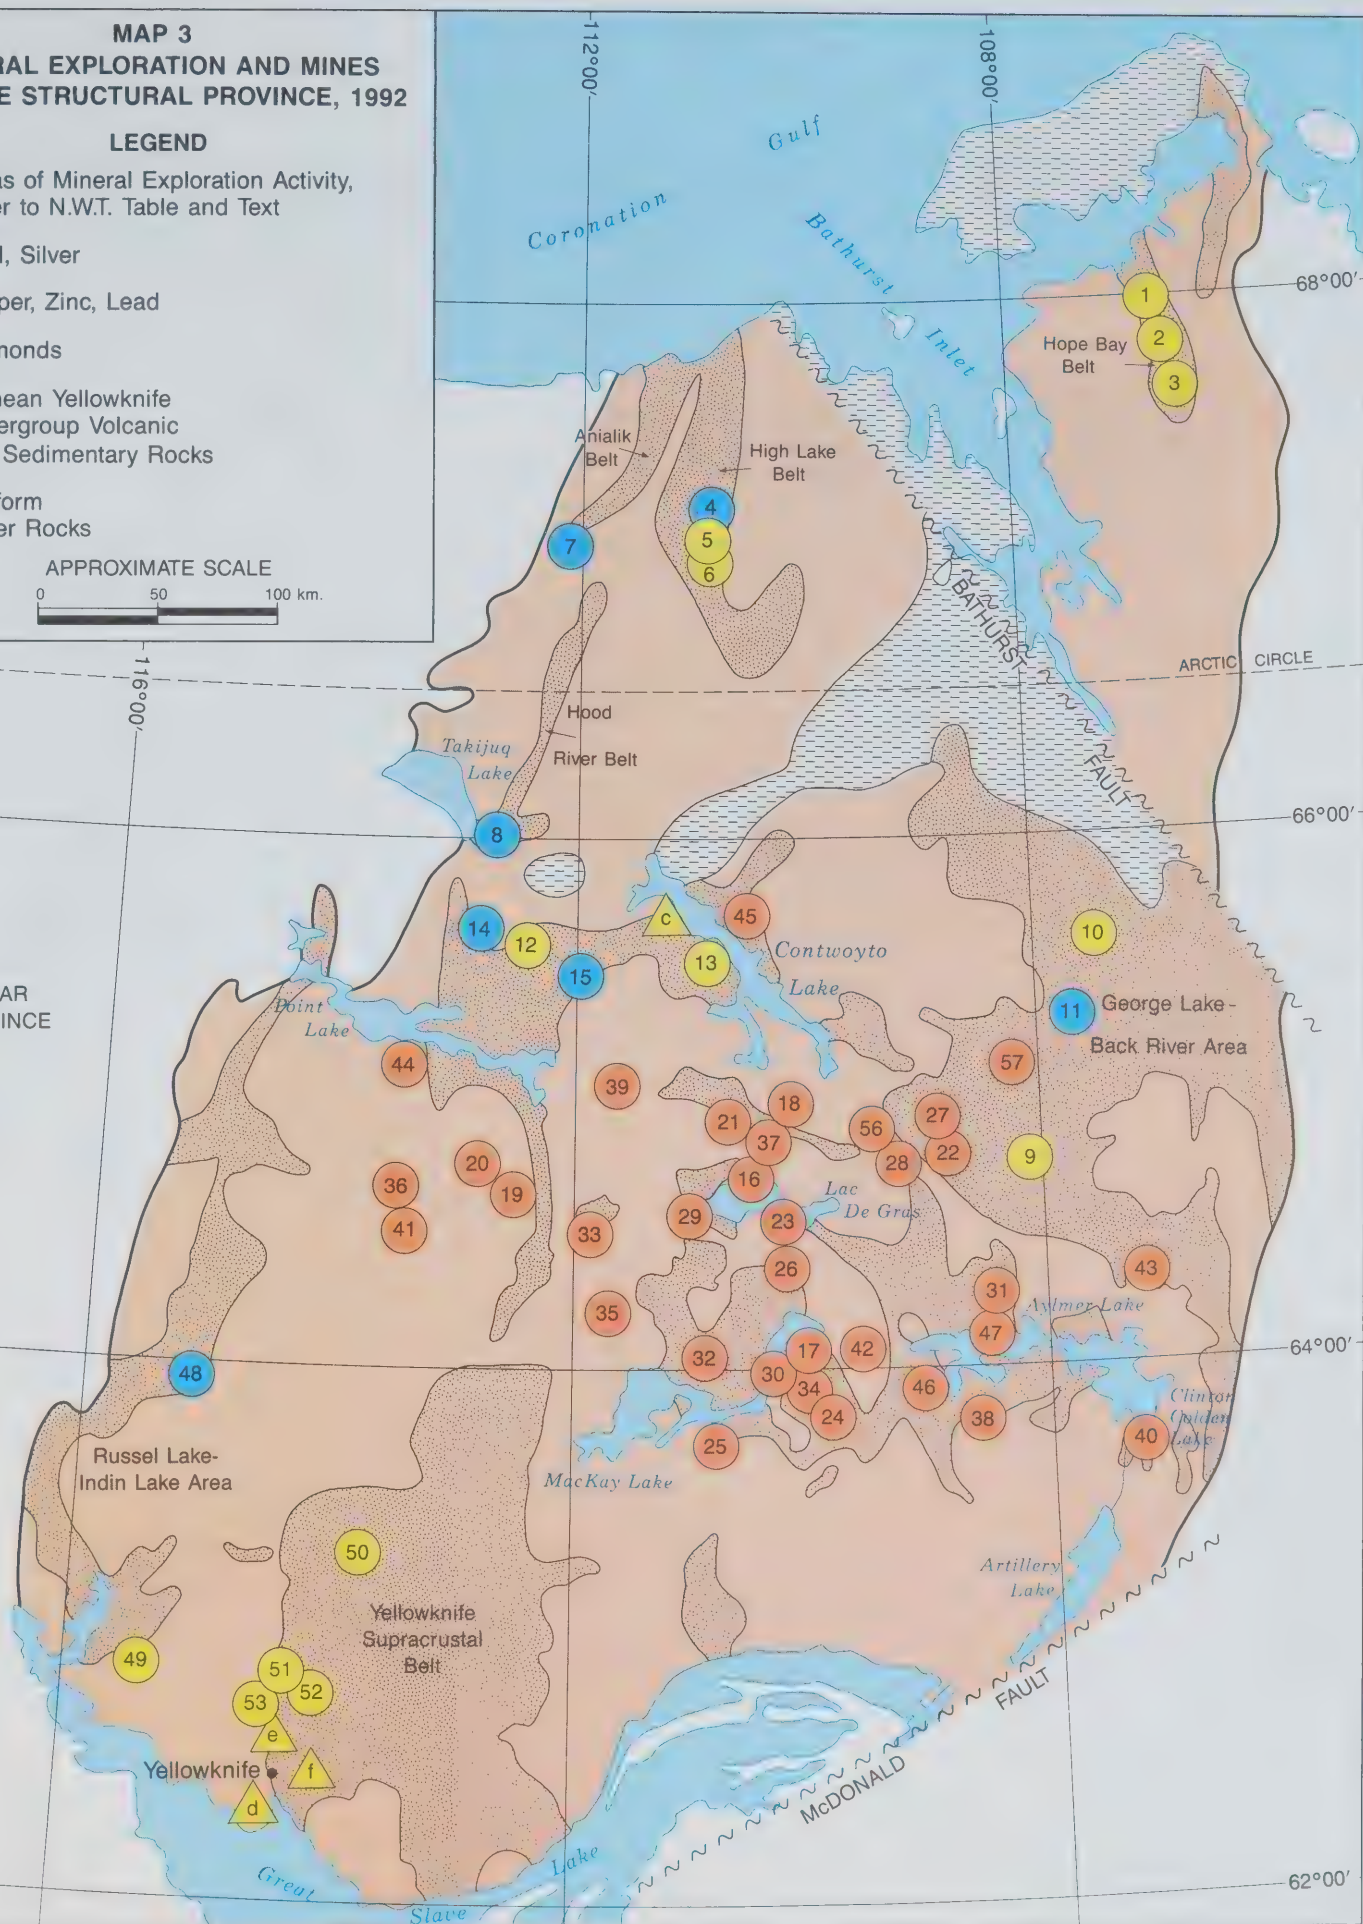 MAP 3
RAL EXPLORATION AND MINES
E STRUCTURAL PROVINCE, 1992
LEGEND
as of Mineral Exploration Activity,
er to N.W.T. Table and Text
l, Silver
per, Zinc, Lead
monds
nean Yellowknife
ergroup Volcanic
Sedimentary Rocks
form
er Rocks
APPROXIMATE SCALE
0 50 100 km.
112°00′
108°00′
Gulf
Coronation
Bathurst
Inlet
68°00′
1
2
Hope Bay
Belt
3
Anialik
Belt
High Lake
Belt
4
5
6
7
BATHURST
FAULT
ARCTIC CIRCLE
116°00′
Hood
River Belt
Takijuq
Lake
8
66°00′
14
12
15
c
13
45
Contwoyto
Lake
10
11
George Lake-
Back River Area
AR
INCE
Point
Lake
44
39
57
18
21
37
56
27
28
22
9
20
19
36
41
16
29
23
Lac
De Gras
33
26
43
31
Aylmer Lake
47
35
64°00′
32
17
42
30
34
24
46
38
48
25
40
Clinton
Colden
Lake
Russel Lake-
Indin Lake Area
MacKay Lake
50
Artillery
Lake
Yellowknife
Supracrustal
Belt
49
51
52
53
e
FAULT
McDONALD
Yellowknife
f
d
Great
Slave
Lake
62°00′